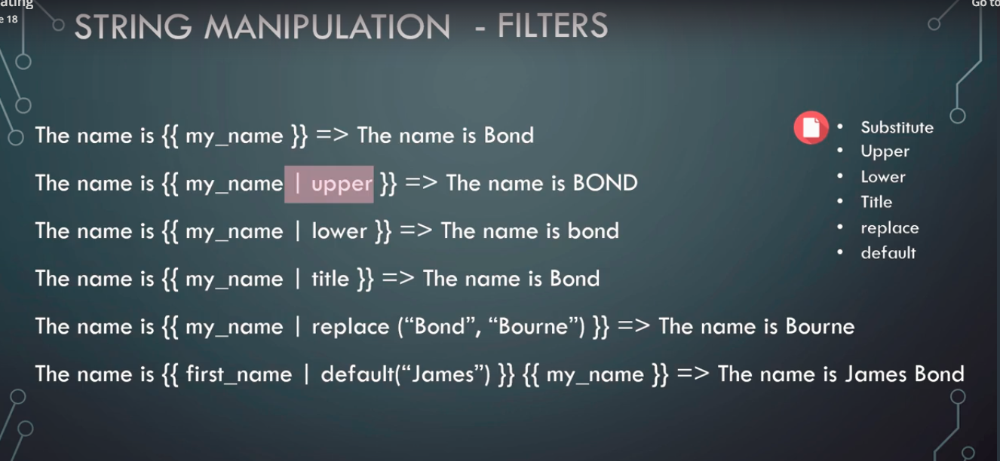 ating
e 18
Go to
STRING MANIPULATION - FILTERS
The name is {{ my_name }} => The name is Bond
The name is {{ my_name | upper }} => The name is BOND
The name is {{ my_name | lower }} => The name is bond
The name is {{ my_name | title }} => The name is Bond
The name is {{ my_name | replace (“Bond”, “Bourne”) }} => The name is Bourne
The name is {{ first_name | default(“James”) }} {{ my_name }} => The name is James Bond
• Substitute
• Upper
• Lower
• Title
• replace
• default